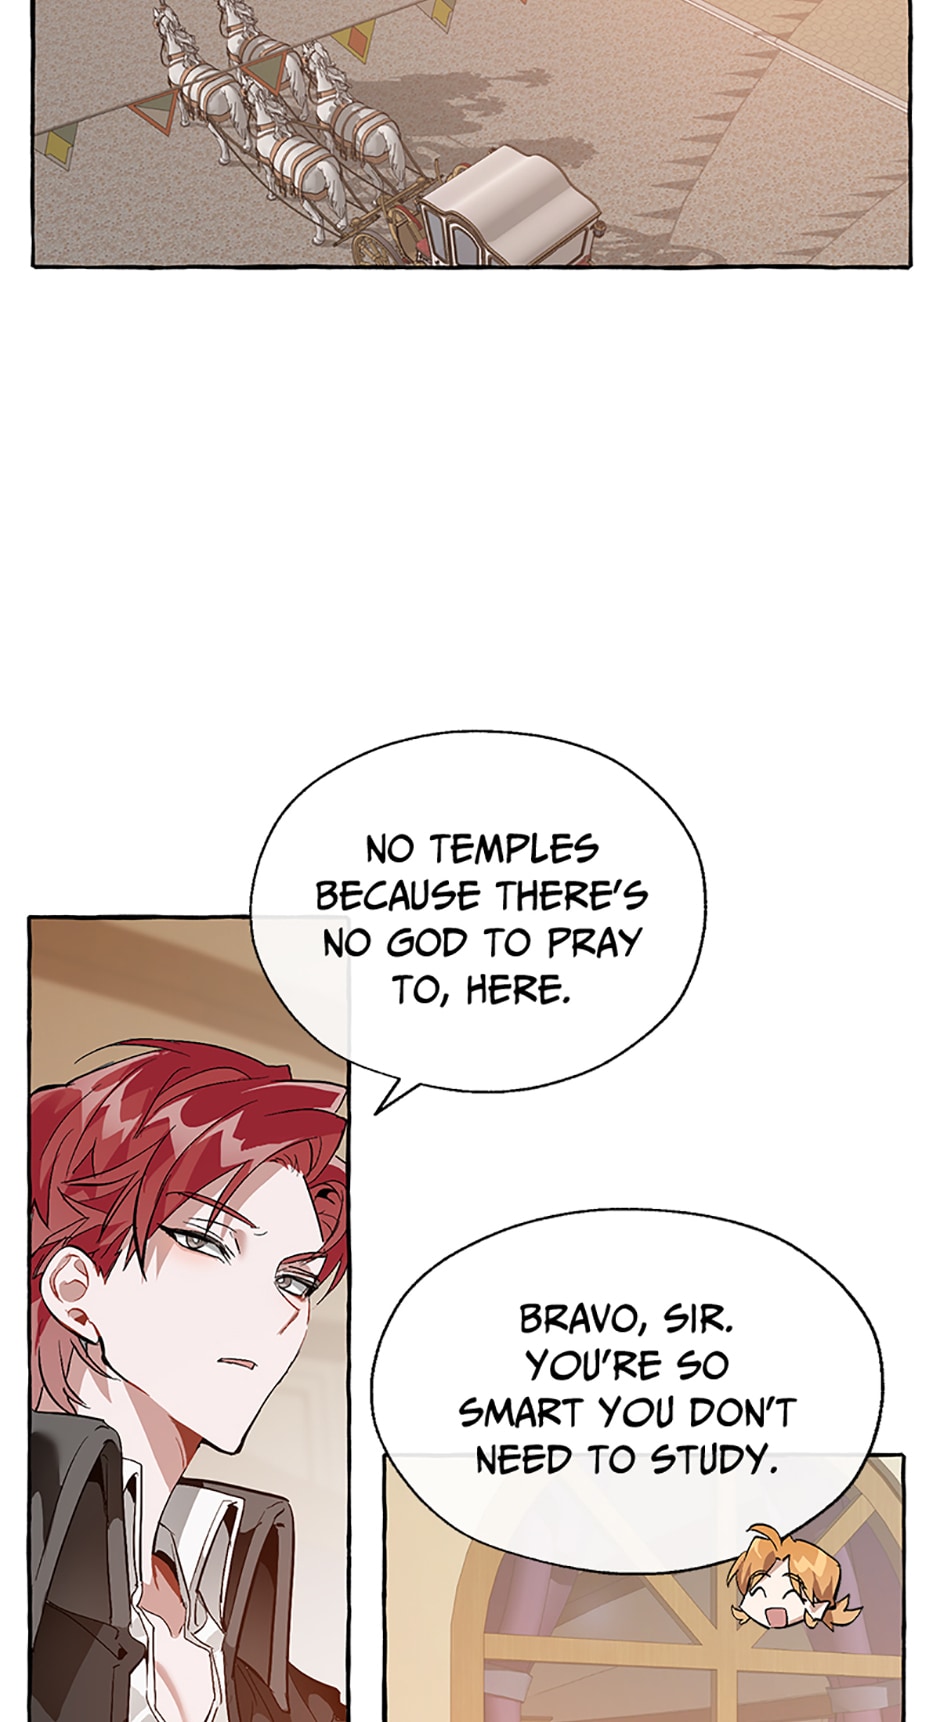 NO TEMPLES
BECAUSE THERE'S
NO GOD TO PRAY
TO, HERE.
BRAVO, SIR.
YOU'RE SO
SMART YOU DON'T
NEED TO STUDY.